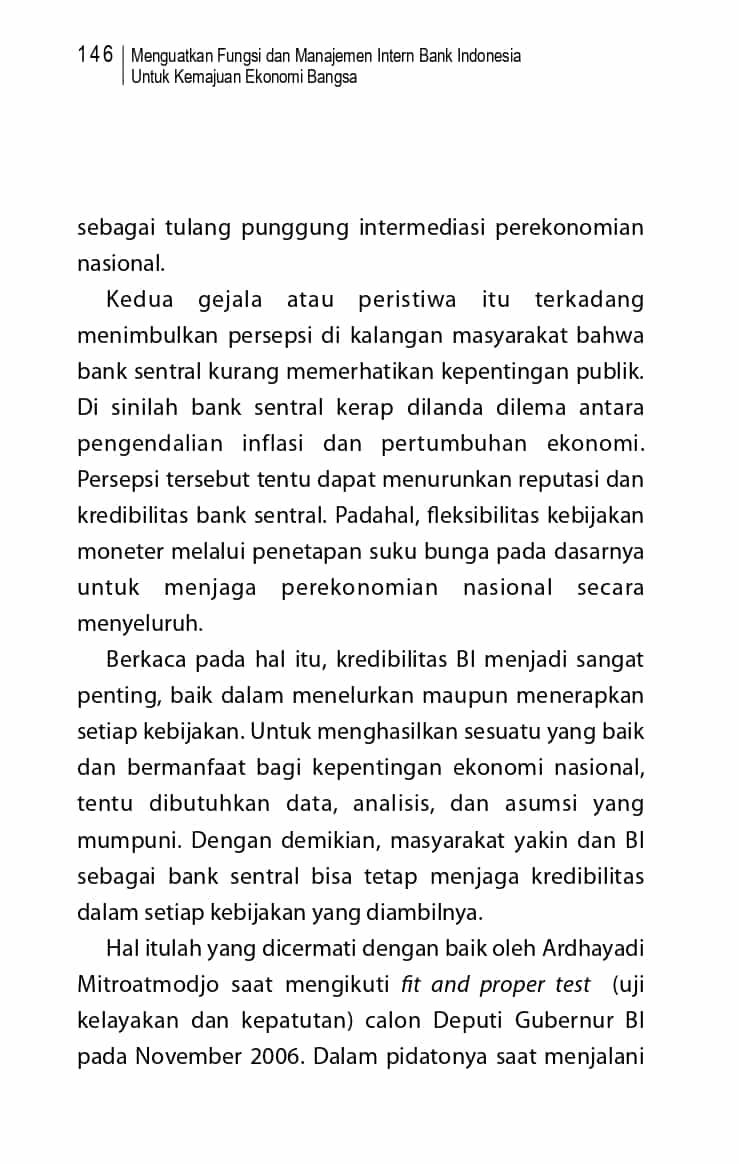 146 Menguatkan Fungsi dan Manajemen Intern Bank Indonesia
Untuk Kemajuan Ekonomi Bangsa
sebagai tulang punggung intermediasi perekonomian
nasional.
Kedua gejala atau peristiwa itu terkadang
menimbulkan persepsi di kalangan masyarakat bahwa
bank sentral kurang memerhatikan kepentingan publik.
Di sinilah bank sentral kerap dilanda dilema antara
pengendalian inflasi dan pertumbuhan ekonomi.
Persepsi tersebut tentu dapat menurunkan reputasi dan
kredibilitas bank sentral. Padahal, fleksibilitas kebijakan
moneter melalui penetapan suku bunga pada dasarnya
untuk menjaga perekonomian nasional secara
menyeluruh.
Berkaca pada hal itu, kredibilitas BI menjadi sangat
penting, baik dalam menelurkan maupun menerapkan
setiap kebijakan. Untuk menghasilkan sesuatu yang baik
dan bermanfaat bagi kepentingan ekonomi nasional,
tentu dibutuhkan data, analisis, dan asumsi yang
mumpuni. Dengan demikian, masyarakat yakin dan BI
sebagai bank sentral bisa tetap menjaga kredibilitas
dalam setiap kebijakan yang diambilnya.
Hal itulah yang dicermati dengan baik oleh Ardhayadi
Mitroatmodjo saat mengikuti fit and proper test (uji
kelayakan dan kepatutan) calon Deputi Gubernur BI
pada November 2006. Dalam pidatonya saat menjalani